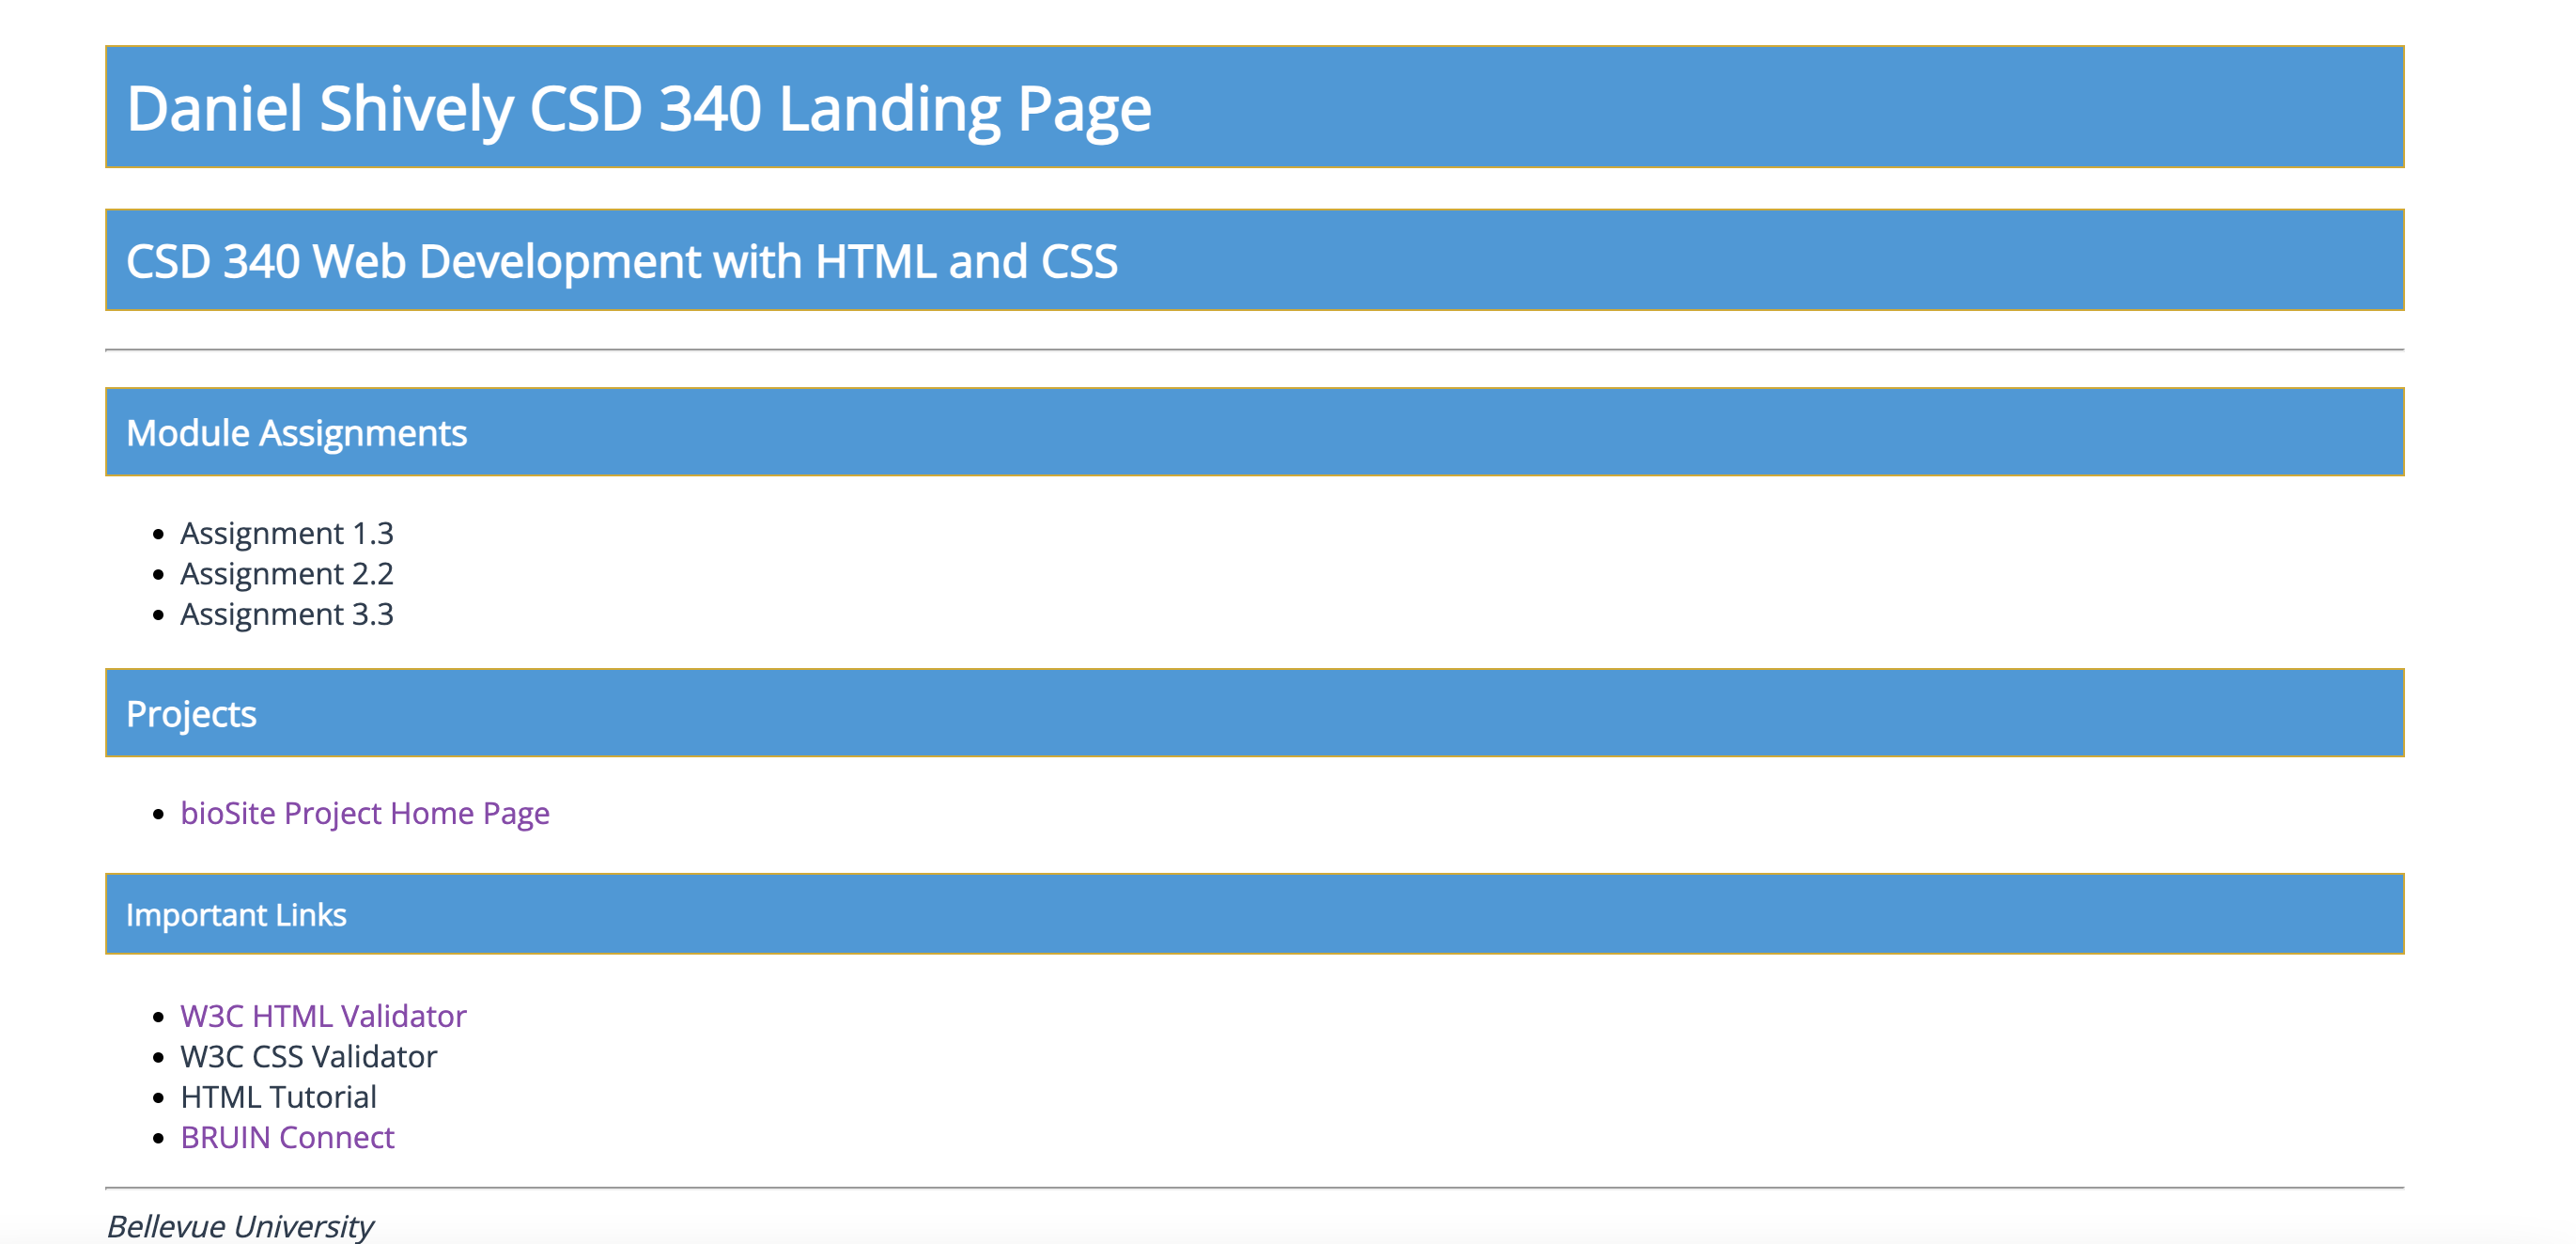 Daniel Shively CSD 340 Landing Page
CSD 340 Web Development with HTML and CSS
Module Assignments
Assignment 1.3
Assignment 2.2
Assignment 3.3
Projects
bioSite Project Home Page
Important Links
W3C HTML Validator
W3C CSS Validator
HTML Tutorial
BRUIN Connect
Bellevue University